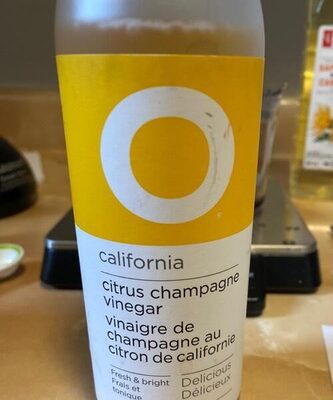 O
california
citrus champagne
vinegar
vinaigre de
champagne au
citron de californie
Fresh & bright
Frais et
tonique
Delicious
Délicieux